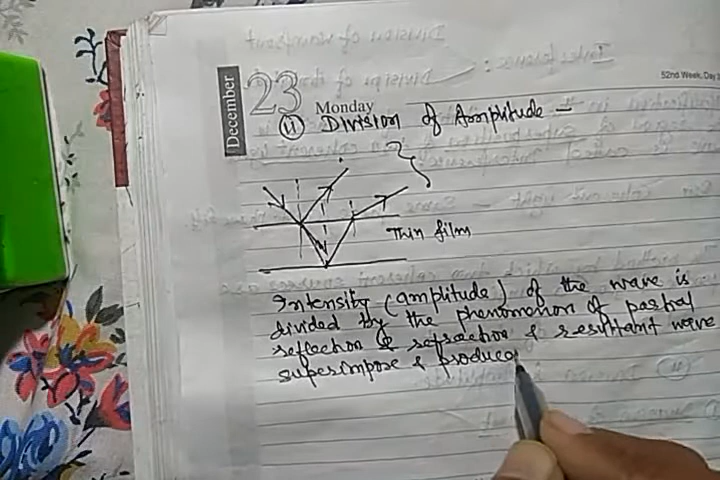 December
23
Monday
52nd Week, Day
(ii) Division of Amplitude -
Thin film
Intensity (amplitude) of the wave is
divided by the phenomenon of partial
reflection & refraction & resultant wave
superimpose & produce